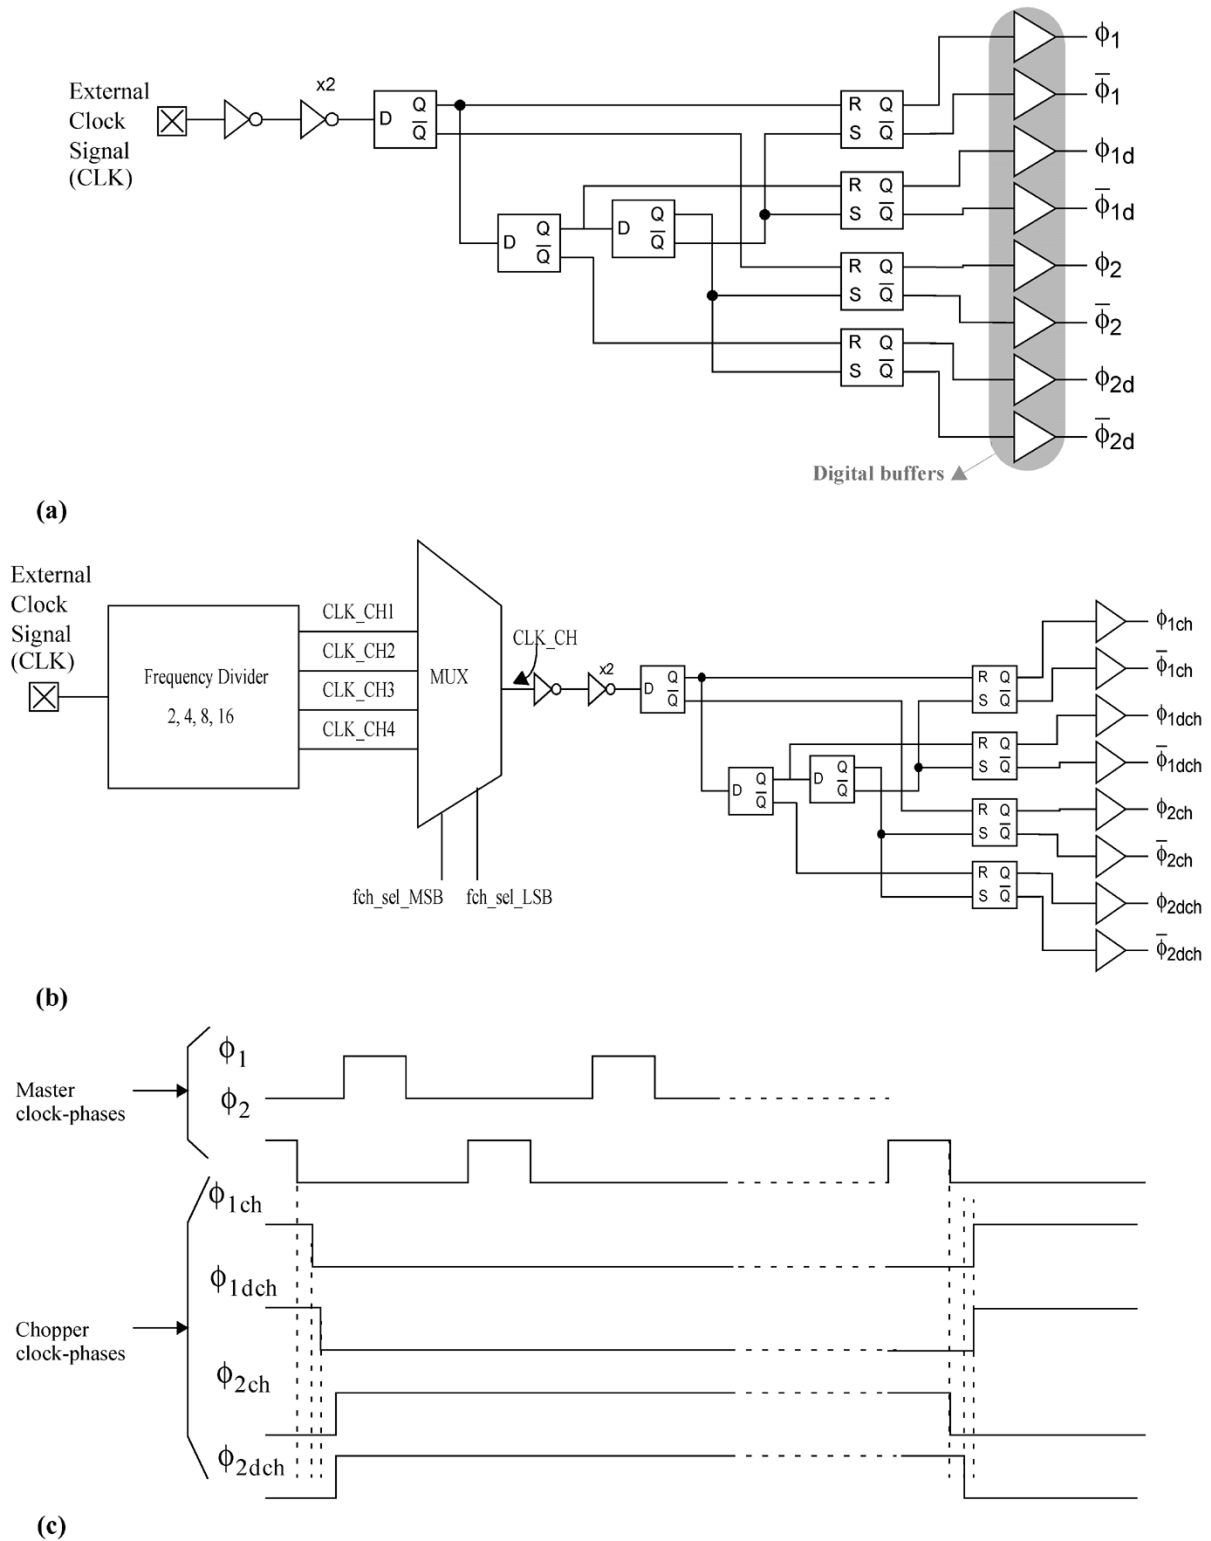 External
Clock
Signal
(CLK)
x2
D Q
Q̅
R Q
S Q̅
ϕ1
ϕ̅1
D Q
Q̅
D Q
Q̅
R Q
S Q̅
ϕ1d
ϕ̅1d
R Q
S Q̅
ϕ2
ϕ̅2
R Q
S Q̅
ϕ2d
ϕ̅2d
Digital buffers
(a)
External
Clock
Signal
(CLK)
Frequency Divider
2, 4, 8, 16
CLK_CH1
CLK_CH2
CLK_CH3
CLK_CH4
MUX
fch_sel_MSB
fch_sel_LSB
CLK_CH
x2
D Q
Q̅
D Q
Q̅
D Q
Q̅
R Q
S Q̅
R Q
S Q̅
R Q
S Q̅
R Q
S Q̅
ϕ1ch
ϕ̅1ch
ϕ1dch
ϕ̅1dch
ϕ2ch
ϕ̅2ch
ϕ2dch
ϕ̅2dch
(b)
Master
clock-phases
ϕ1
ϕ2
Chopper
clock-phases
ϕ1ch
ϕ1dch
ϕ2ch
ϕ2dch
(c)